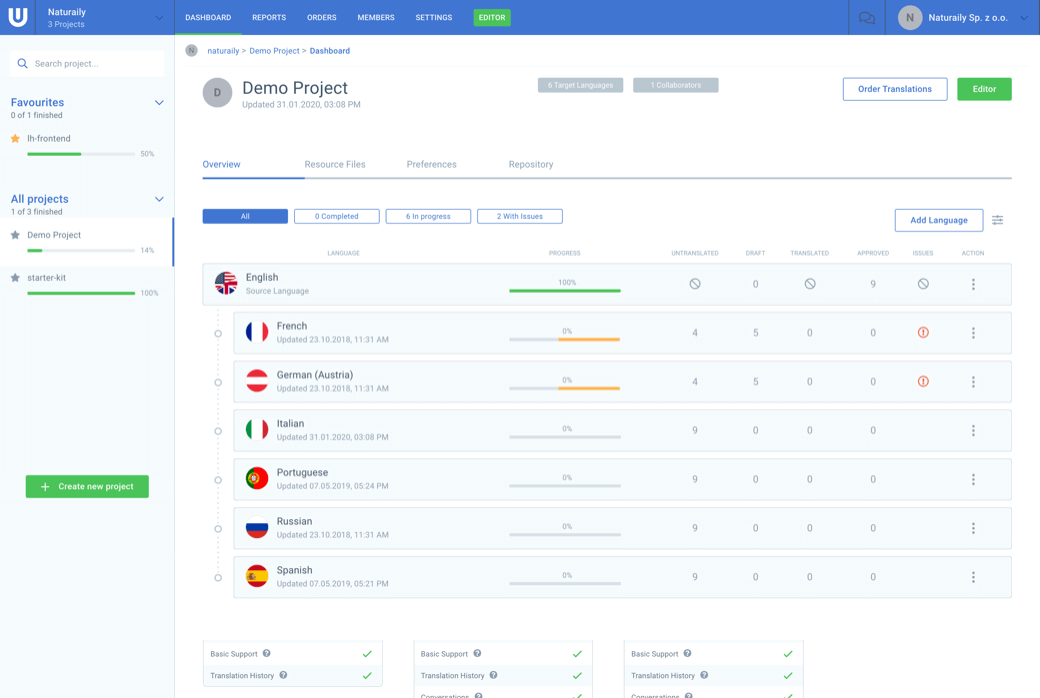 Naturaily
3 Projects
DASHBOARD
REPORTS
ORDERS
MEMBERS
SETTINGS
EDITOR
N
Naturaily Sp. z o.o.
Search project...
Favourites
0 of 1 finished
lh-frontend
50%
All projects
1 of 3 finished
Demo Project
14%
starter-kit
100%
Create new project
N
naturaily > Demo Project > Dashboard
D
Demo Project
Updated 31.01.2020, 03:08 PM
6 Target Languages
1 Collaborators
Order Translations
Editor
Overview
Resource Files
Preferences
Repository
All
0 Completed
6 In progress
2 With Issues
Add Language
LANGUAGE
PROGRESS
UNTRANSLATED
DRAFT
TRANSLATED
APPROVED
ISSUES
ACTION
English
Source Language
100%
0
9
French
Updated 23.10.2018, 11:31 AM
0%
4
5
0
0
German (Austria)
Updated 23.10.2018, 11:31 AM
0%
4
5
0
0
Italian
Updated 31.01.2020, 03:08 PM
0%
9
0
0
0
Portuguese
Updated 07.05.2019, 05:24 PM
0%
9
0
0
0
Russian
Updated 23.10.2018, 11:31 AM
0%
9
0
0
0
Spanish
Updated 07.05.2019, 05:21 PM
0%
9
0
0
0
Basic Support
Translation History
Basic Support
Translation History
Conversations
Basic Support
Translation History
Conversations